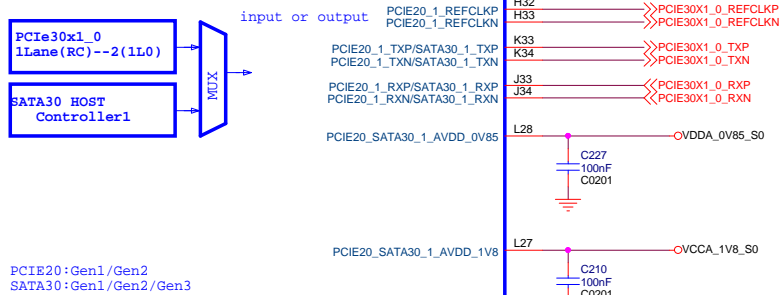 input or output
PCIe30x1_0
1Lane(RC)--2(1L0)
SATA30 HOST
Controller1
MUX
PCIE20_1_REFCLKP H32 PCIE30X1_0_REFCLKP
PCIE20_1_REFCLKN H33 PCIE30X1_0_REFCLKN
PCIE20_1_TXP/SATA30_1_TXP K33 PCIE30X1_0_TXP
PCIE20_1_TXN/SATA30_1_TXN K34 PCIE30X1_0_TXN
PCIE20_1_RXP/SATA30_1_RXP J33 PCIE30X1_0_RXP
PCIE20_1_RXN/SATA30_1_RXN J34 PCIE30X1_0_RXN
PCIE20_SATA30_1_AVDD_0V85 L28 VDDA_0V85_S0
C227
100nF
C0201
PCIE20_SATA30_1_AVDD_1V8 L27 VCCA_1V8_S0
C210
100nF
C0201
PCIE20:Gen1/Gen2
SATA30:Gen1/Gen2/Gen3